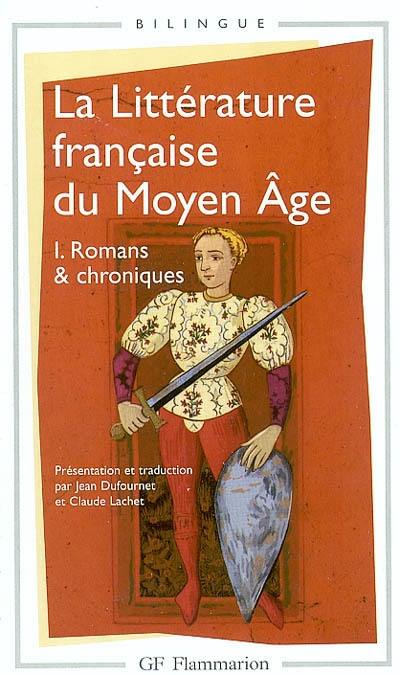 BILINGUE
La Littérature
française
du Moyen Âge
I. Romans
& chroniques
Présentation et traduction
par Jean Dufournet
et Claude Lachet
GF Flammarion